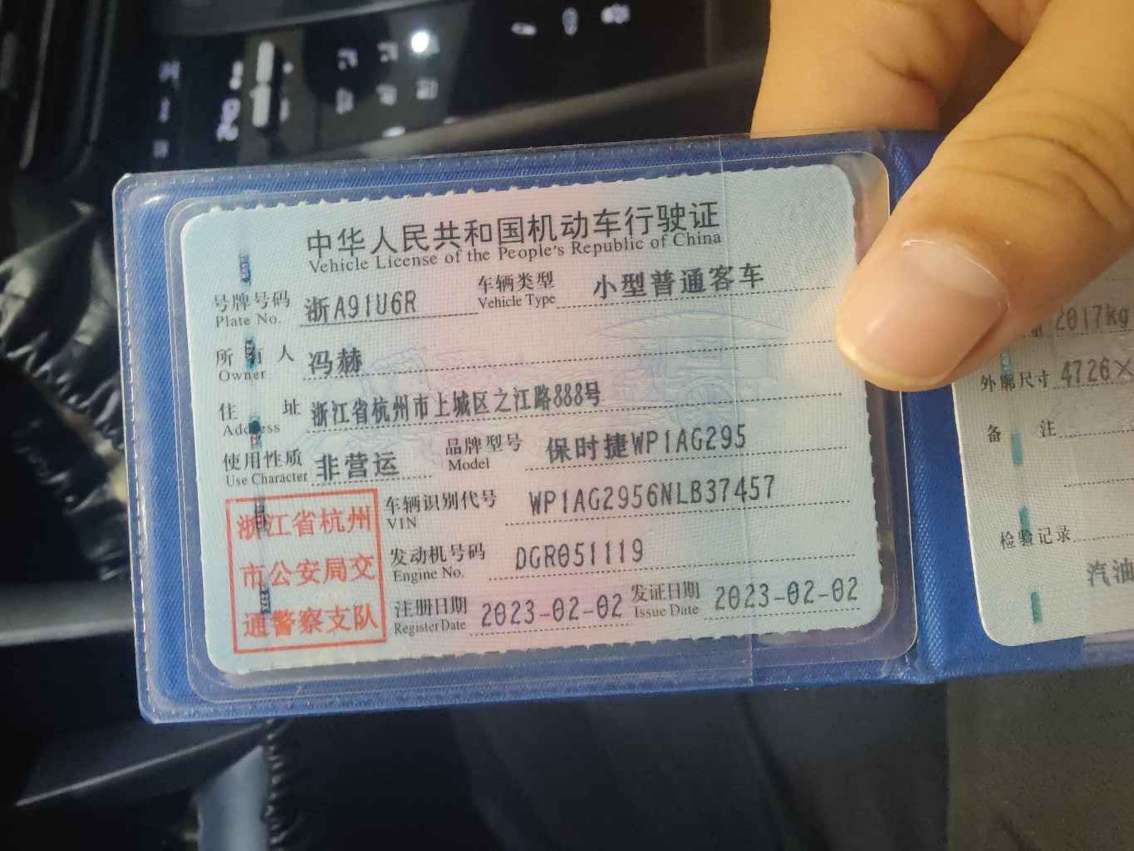 中华人民共和国机动车行驶证
Vehicle License of the People's Republic of China
号牌号码 浙A91U6R 车辆类型 小型普通客车
Plate No. Vehicle Type
所有人 冯赫
Owner
住址 浙江省杭州市上城区之江路888号
Address
使用性质 非营运 品牌型号 保时捷WP1AG295
Use Character Model
浙江省杭州
市公安局交
通警察支队
车辆识别代号 WP1AG2956NLB37457
VIN
发动机号码 DGR051119
Engine No.
注册日期 2023-02-02 发证日期 2023-02-02
Register Date Issue Date
2017kg
外廓尺寸 4726×
备注
检验记录
汽油